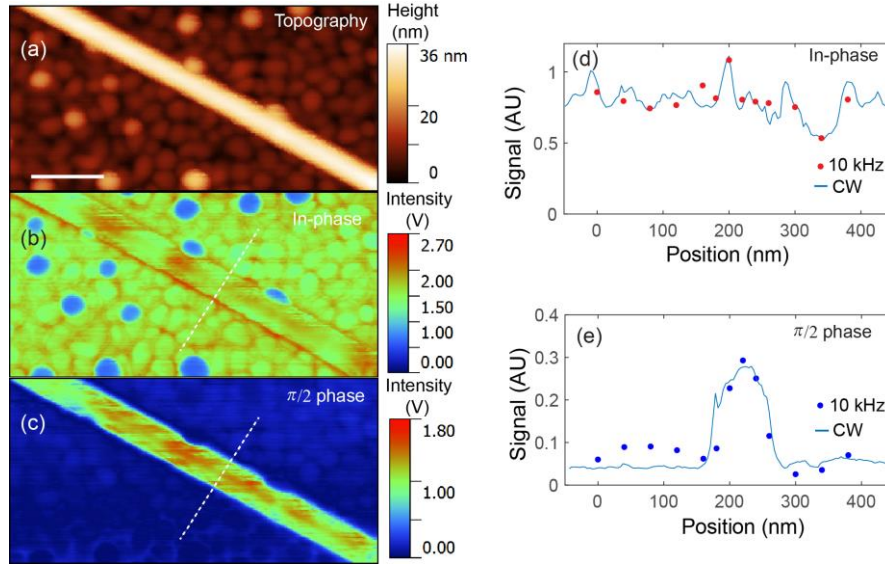 (a)
Topography
Height
(nm)
36 nm
20
0
(b)
In-phase
Intensity
(V)
2.70
2.00
1.50
1.00
0.00
(c)
π/2 phase
Intensity
(V)
1.80
1.00
0.00
(d)
In-phase
1
0.5
0
Signal (AU)
10 kHz
CW
0 100 200 300 400
Position (nm)
(e)
π/2 phase
0.4
0.3
0.2
0.1
0
Signal (AU)
10 kHz
CW
0 100 200 300 400
Position (nm)